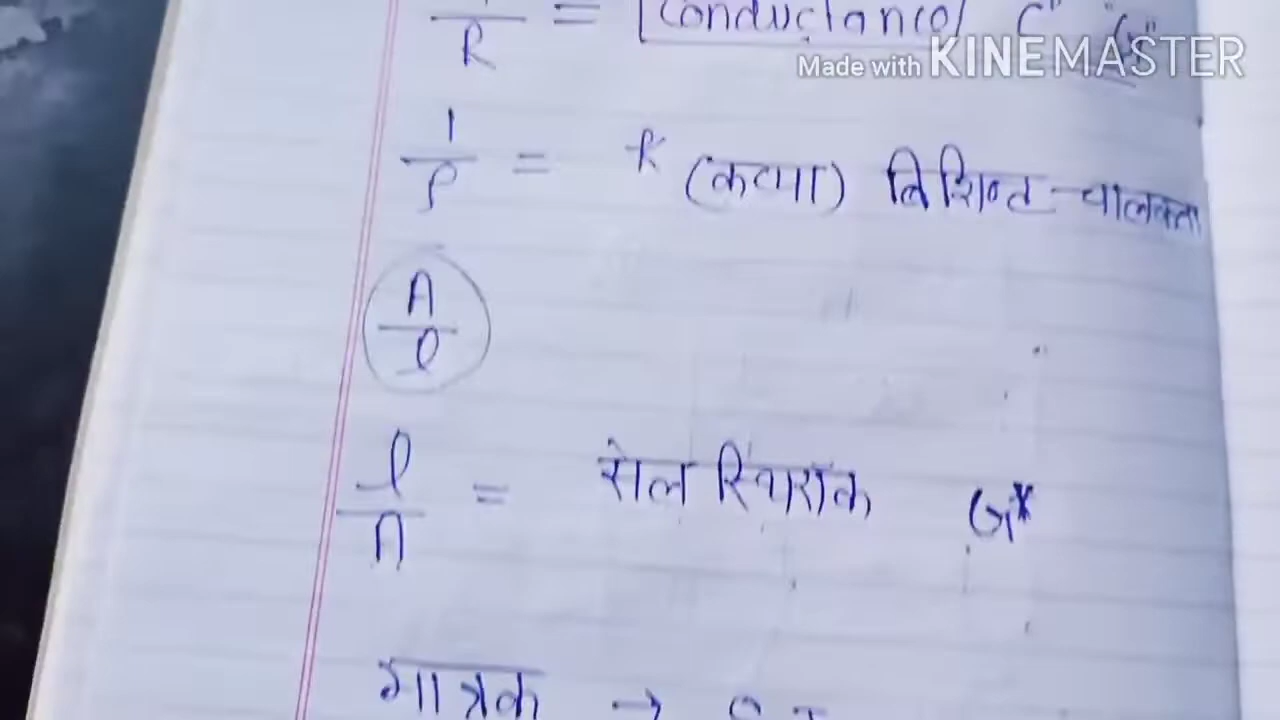 1/R = Conductance C" "G"
Made with KINEMASTER
1/ρ = k (कप्पा) विशिष्ट चालकता
A/l
l/A = सेल स्थिरांक G*
मात्रक → S.I